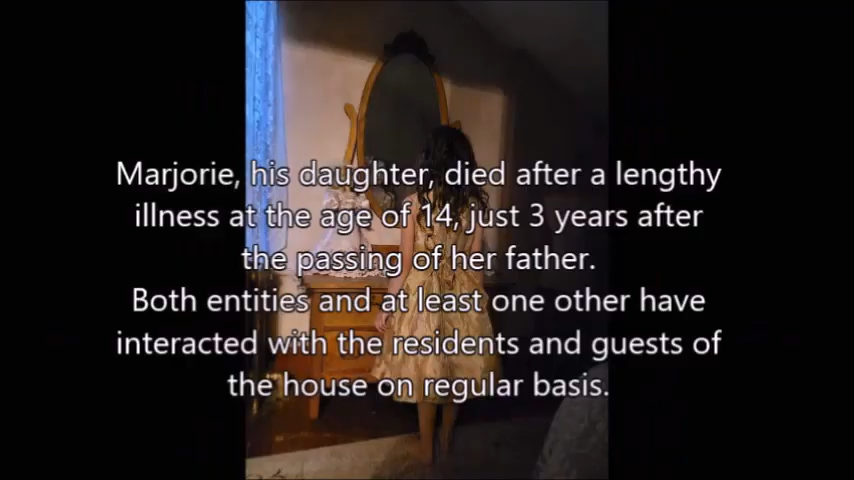 Marjorie, his daughter, died after a lengthy
illness at the age of 14, just 3 years after
the passing of her father.
Both entities and at least one other have
interacted with the residents and guests of
the house on regular basis.